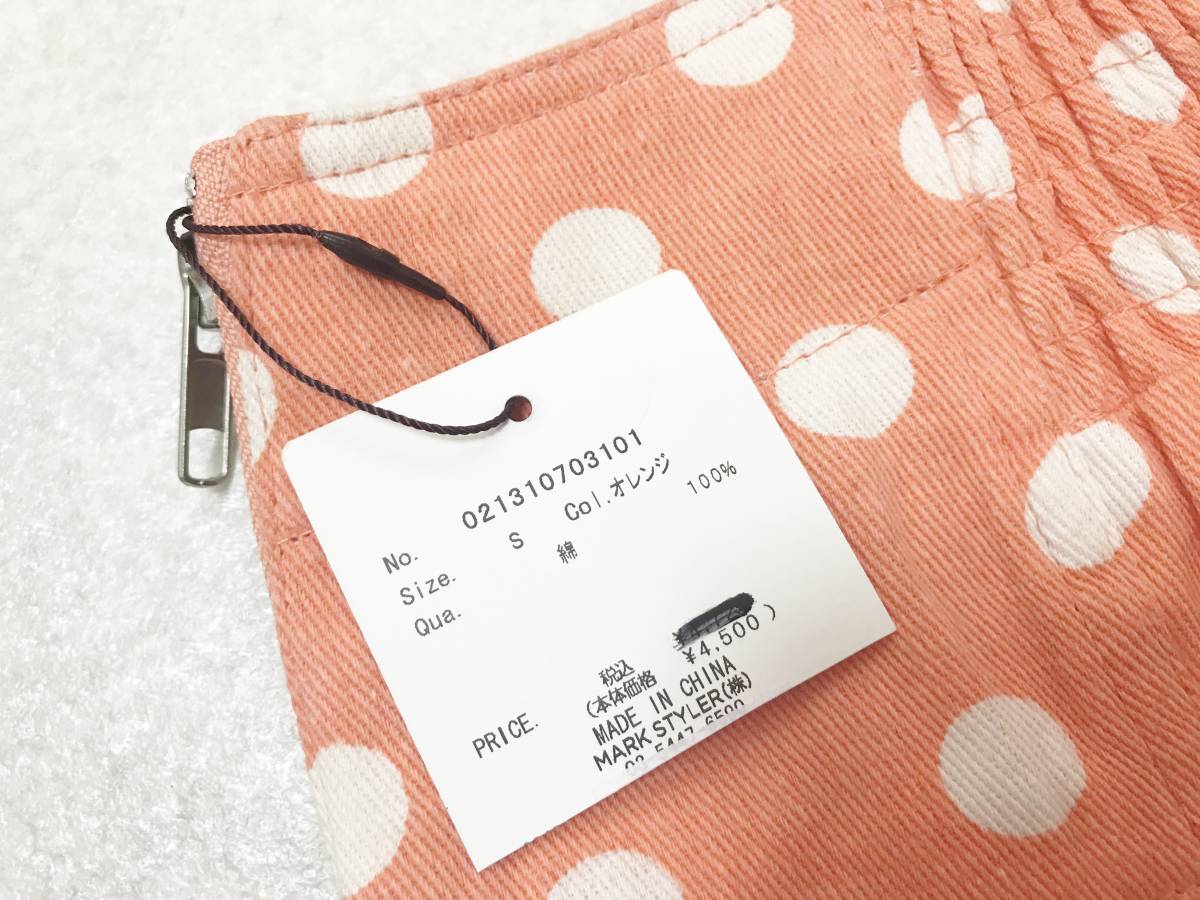 No. 021310703101
Size. S Col.オレンジ
Qua. 綿 100%
PRICE. 税込 ¥
(本体価格 ¥4,500)
MADE IN CHINA
MARK STYLER(株)